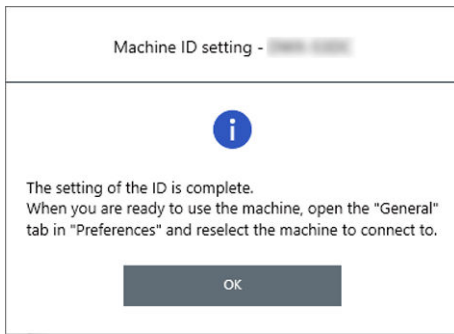 Machine ID setting -
The setting of the ID is complete.
When you are ready to use the machine, open the "General"
tab in "Preferences" and reselect the machine to connect to.
OK